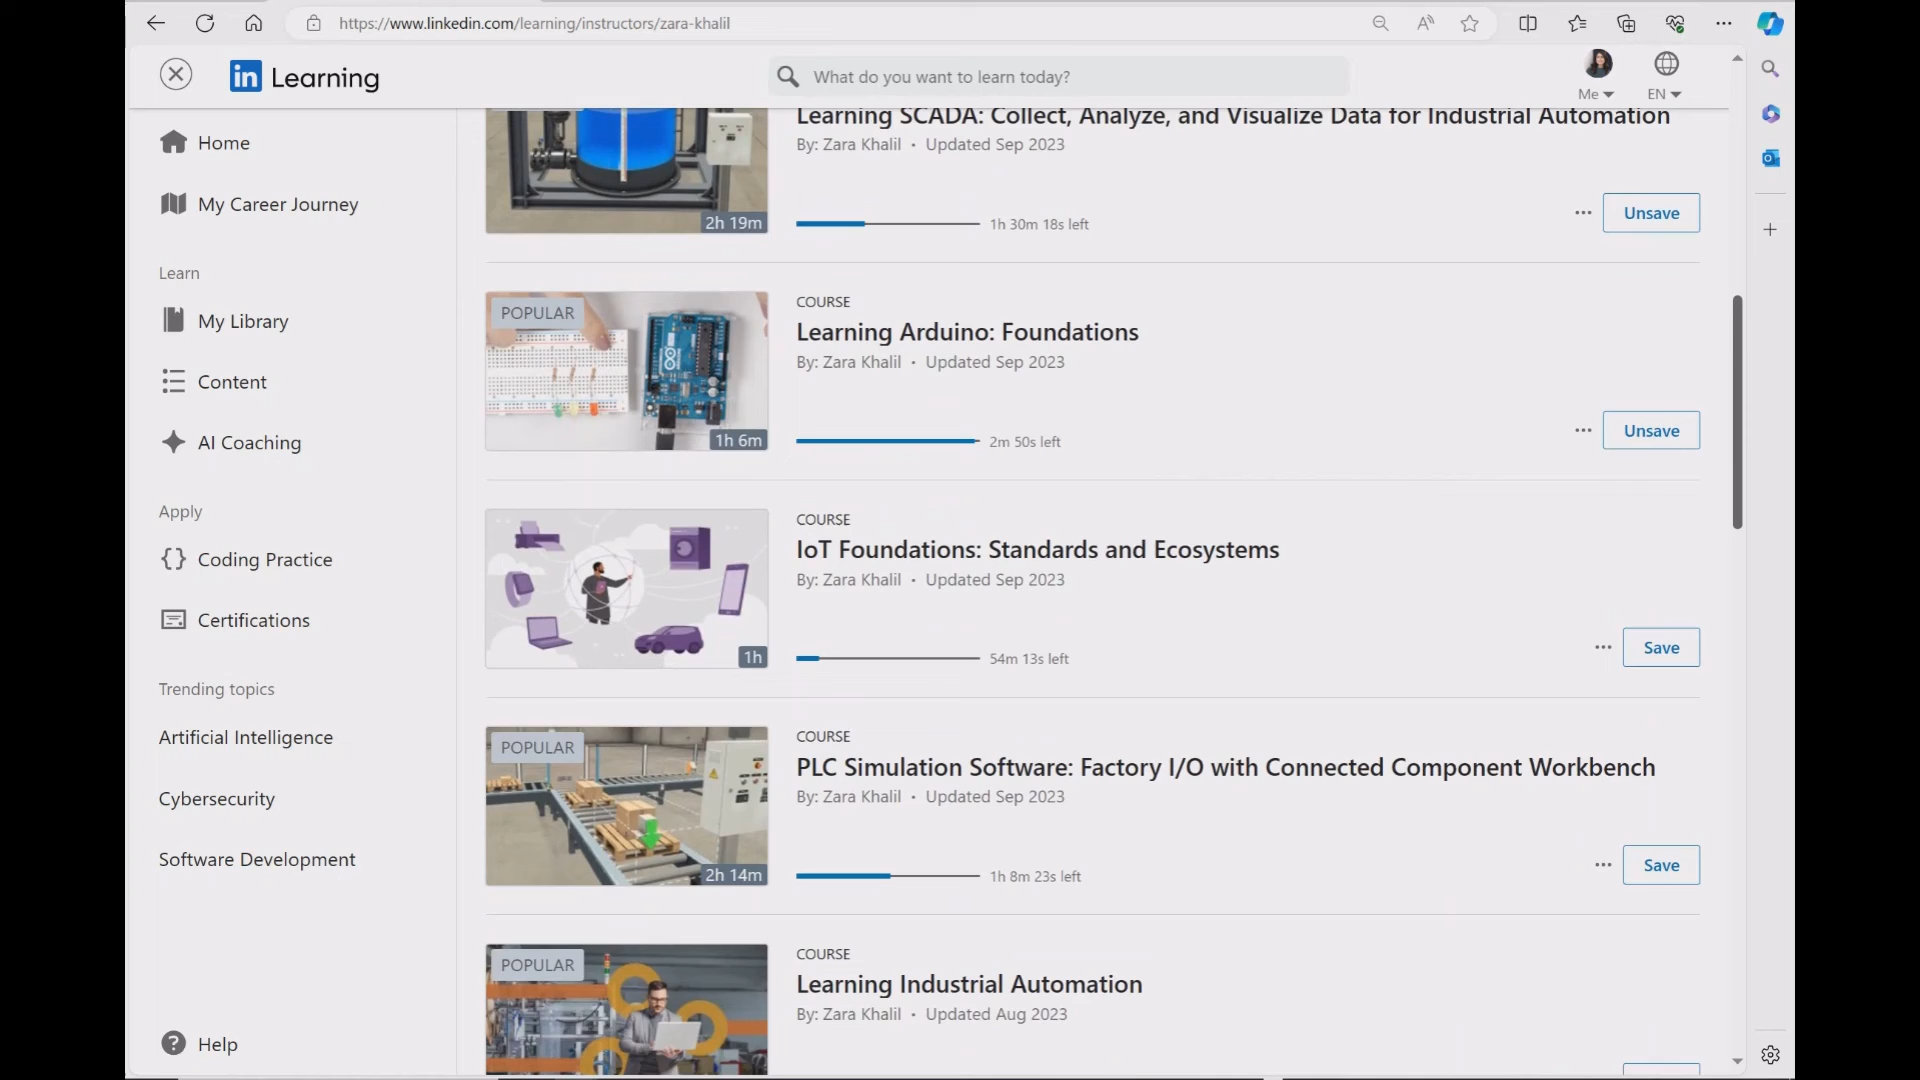 https://www.linkedin.com/learning/instructors/zara-khalil
in Learning
What do you want to learn today?
Me
EN
Home
My Career Journey
Learn
My Library
Content
AI Coaching
Apply
Coding Practice
Certifications
Trending topics
Artificial Intelligence
Cybersecurity
Software Development
Help
2h 19m
Learning SCADA: Collect, Analyze, and Visualize Data for Industrial Automation
By: Zara Khalil • Updated Sep 2023
1h 30m 18s left
Unsave
POPULAR
1h 6m
COURSE
Learning Arduino: Foundations
By: Zara Khalil • Updated Sep 2023
2m 50s left
Unsave
1h
COURSE
IoT Foundations: Standards and Ecosystems
By: Zara Khalil • Updated Sep 2023
54m 13s left
Save
POPULAR
2h 14m
COURSE
PLC Simulation Software: Factory I/O with Connected Component Workbench
By: Zara Khalil • Updated Sep 2023
1h 8m 23s left
Save
POPULAR
COURSE
Learning Industrial Automation
By: Zara Khalil • Updated Aug 2023